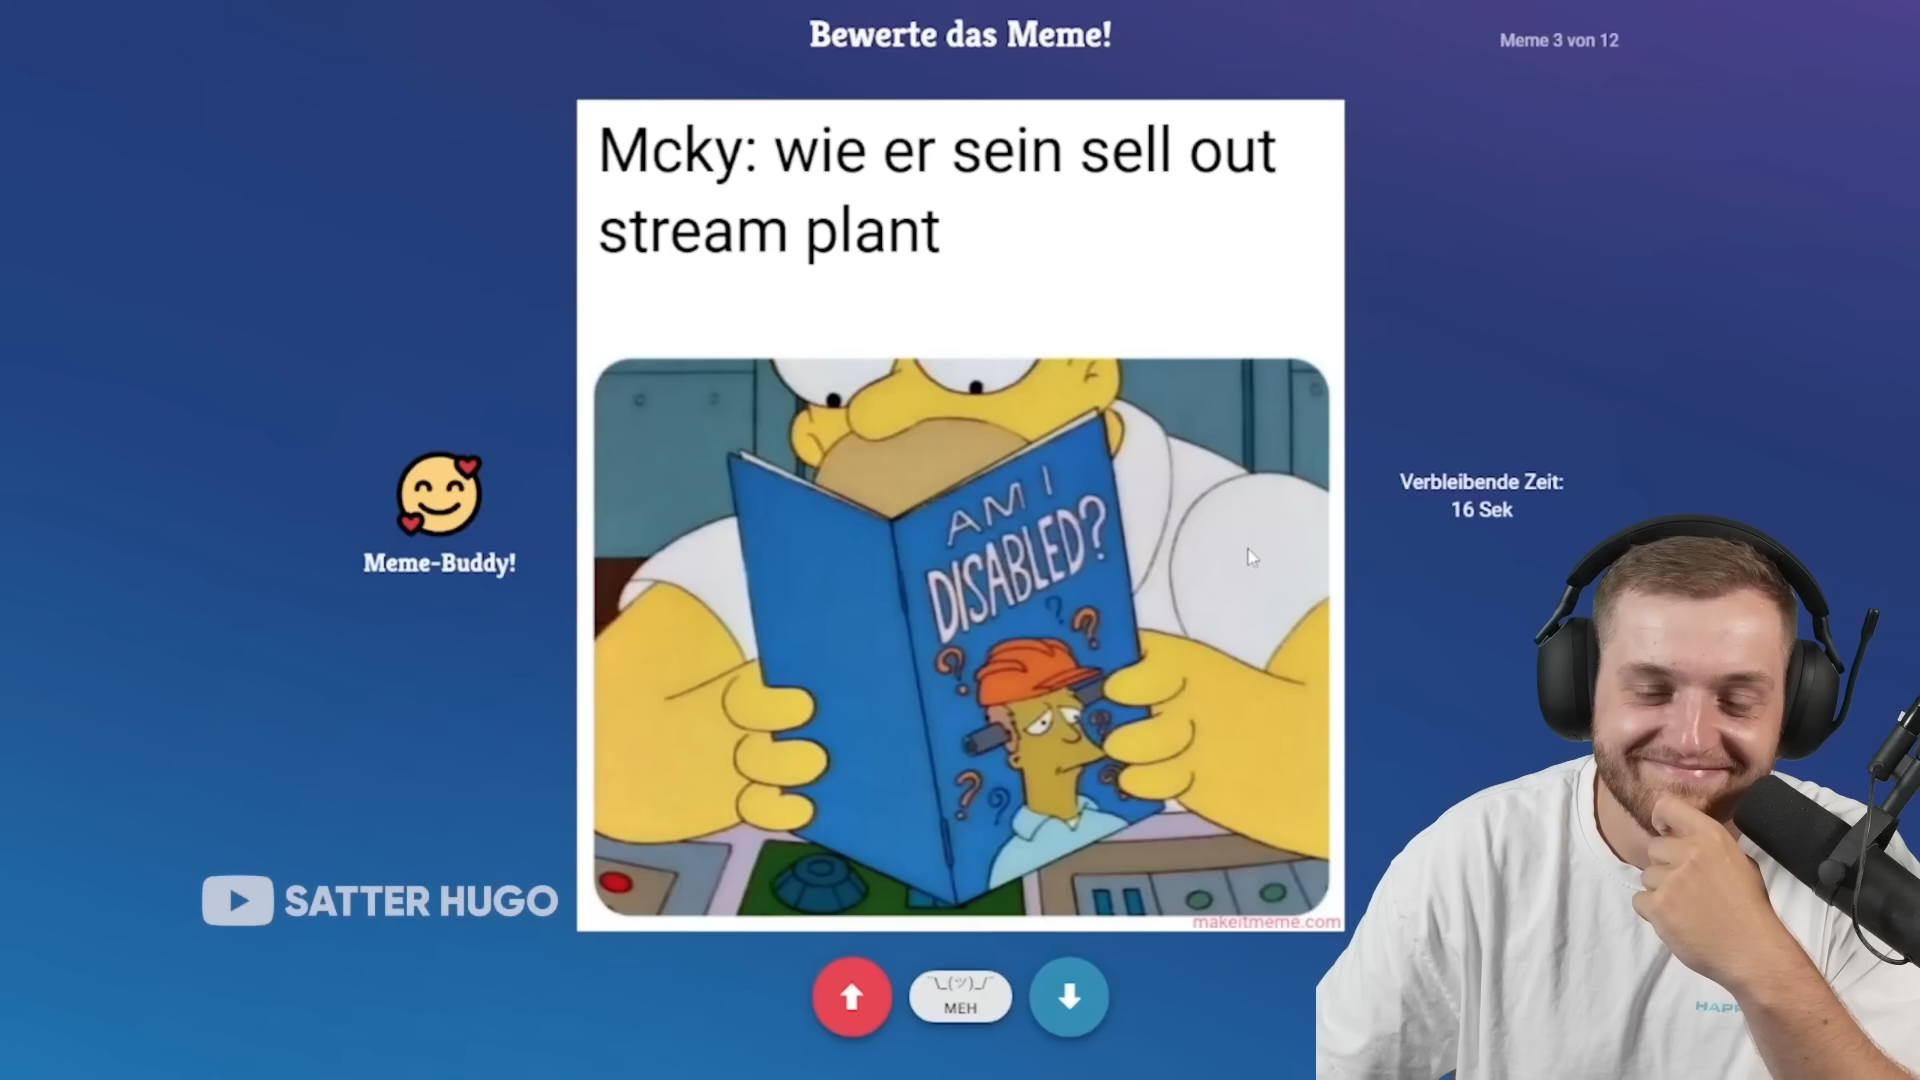 Bewerte das Meme!
Meme 3 von 12
Mcky: wie er sein sell out
stream plant
AM I
DISABLED?
Verbleibende Zeit:
16 Sek
Meme-Buddy!
SATTER HUGO
makeitmeme.com
¯\_(ツ)_/¯
MEH
HAPP